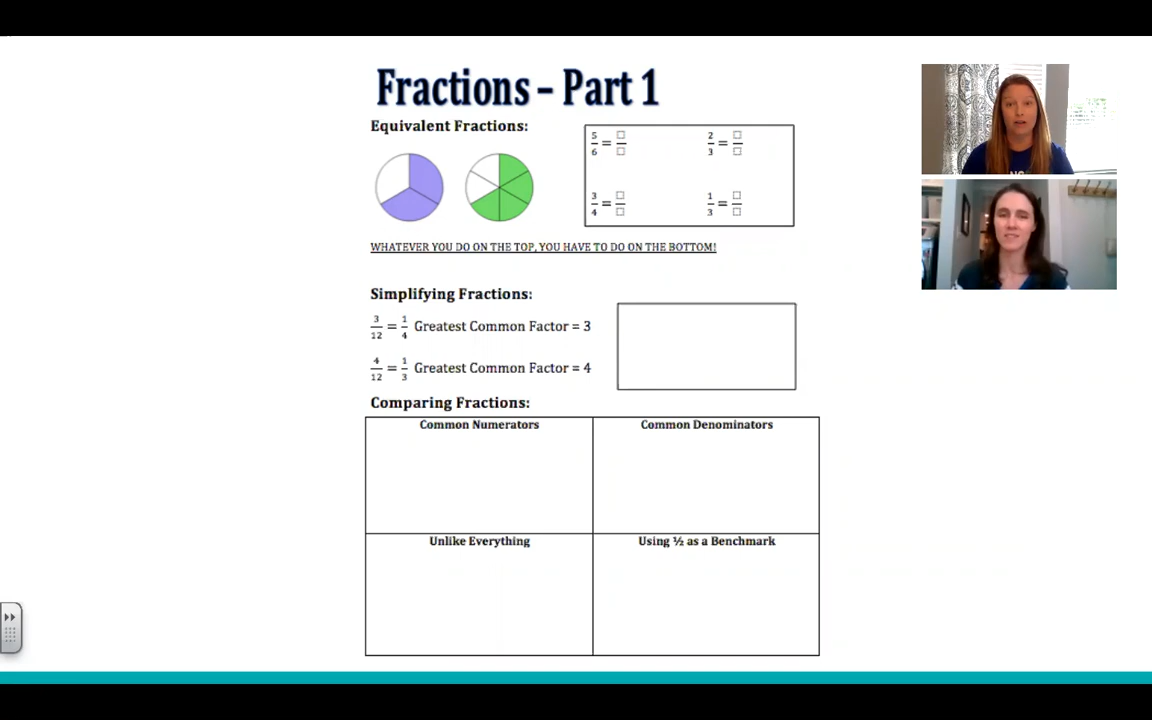 Fractions – Part 1
Equivalent Fractions:
5/6 = □/□ 2/3 = □/□
3/4 = □/□ 1/3 = □/□
WHATEVER YOU DO ON THE TOP, YOU HAVE TO DO ON THE BOTTOM!
Simplifying Fractions:
3/12 = 1/4 Greatest Common Factor = 3
4/12 = 1/3 Greatest Common Factor = 4
Comparing Fractions:
Common Numerators Common Denominators
Unlike Everything Using ½ as a Benchmark